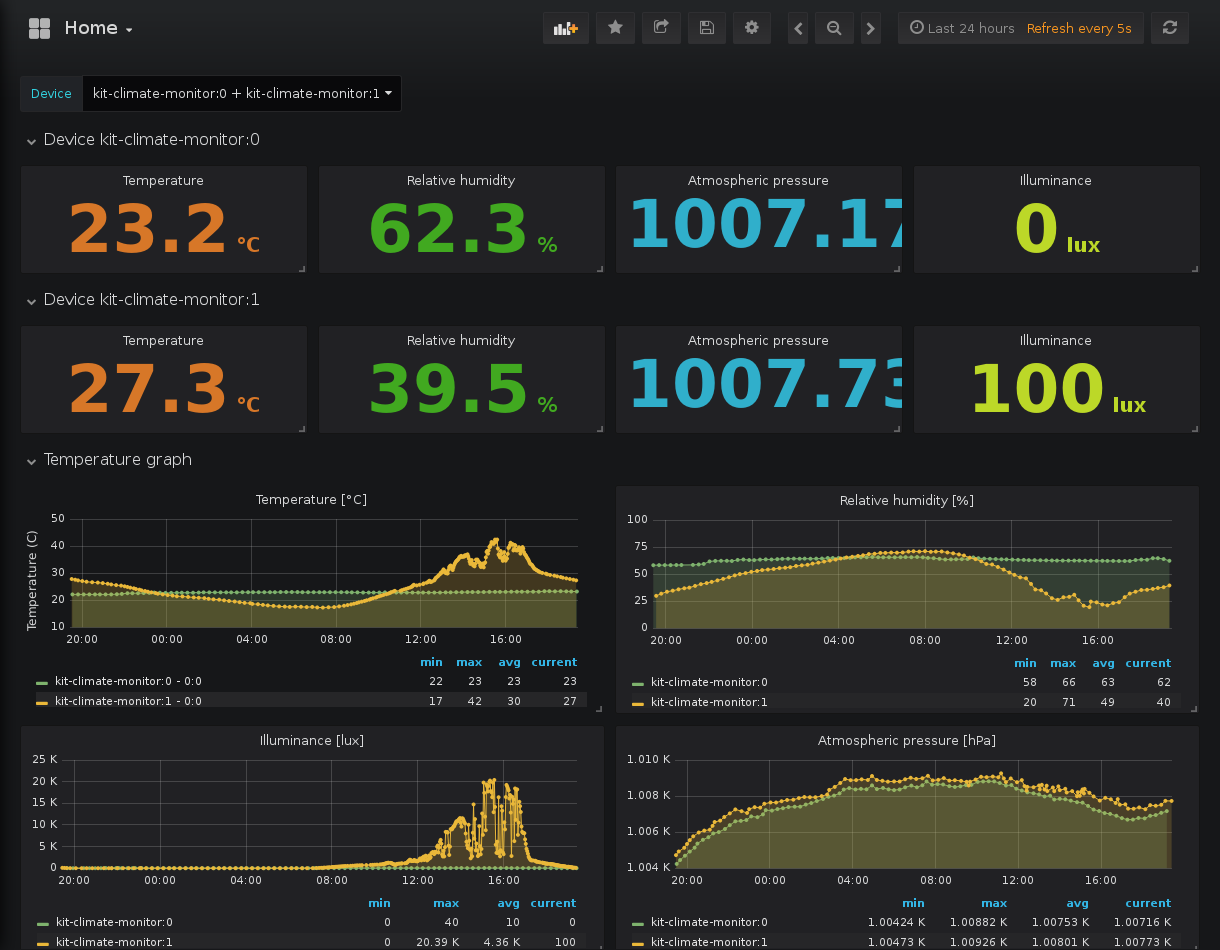 Home
Last 24 hours Refresh every 5s
Device kit-climate-monitor:0 + kit-climate-monitor:1
Device kit-climate-monitor:0
Temperature Relative humidity Atmospheric pressure Illuminance
23.2 °C 62.3 % 1007.17 0 lux
Device kit-climate-monitor:1
Temperature Relative humidity Atmospheric pressure Illuminance
27.3 °C 39.5 % 1007.73 100 lux
Temperature graph
Temperature [°C]
Temperature (C)
50
40
30
20
10
20:00 00:00 04:00 08:00 12:00 16:00
min max avg current
kit-climate-monitor:0 - 0:0 22 23 23 23
kit-climate-monitor:1 - 0:0 17 42 30 27
Relative humidity [%]
100
75
50
25
0
20:00 00:00 04:00 08:00 12:00 16:00
min max avg current
kit-climate-monitor:0 58 66 63 62
kit-climate-monitor:1 20 71 49 40
Illuminance [lux]
25 K
20 K
15 K
10 K
5 K
0
20:00 00:00 04:00 08:00 12:00 16:00
min max avg current
kit-climate-monitor:0 0 40 10 0
kit-climate-monitor:1 0 20.39 K 4.36 K 100
Atmospheric pressure [hPa]
1.010 K
1.008 K
1.006 K
1.004 K
20:00 00:00 04:00 08:00 12:00 16:00
min max avg current
kit-climate-monitor:0 1.00424 K 1.00882 K 1.00753 K 1.00716 K
kit-climate-monitor:1 1.00473 K 1.00926 K 1.00801 K 1.00773 K